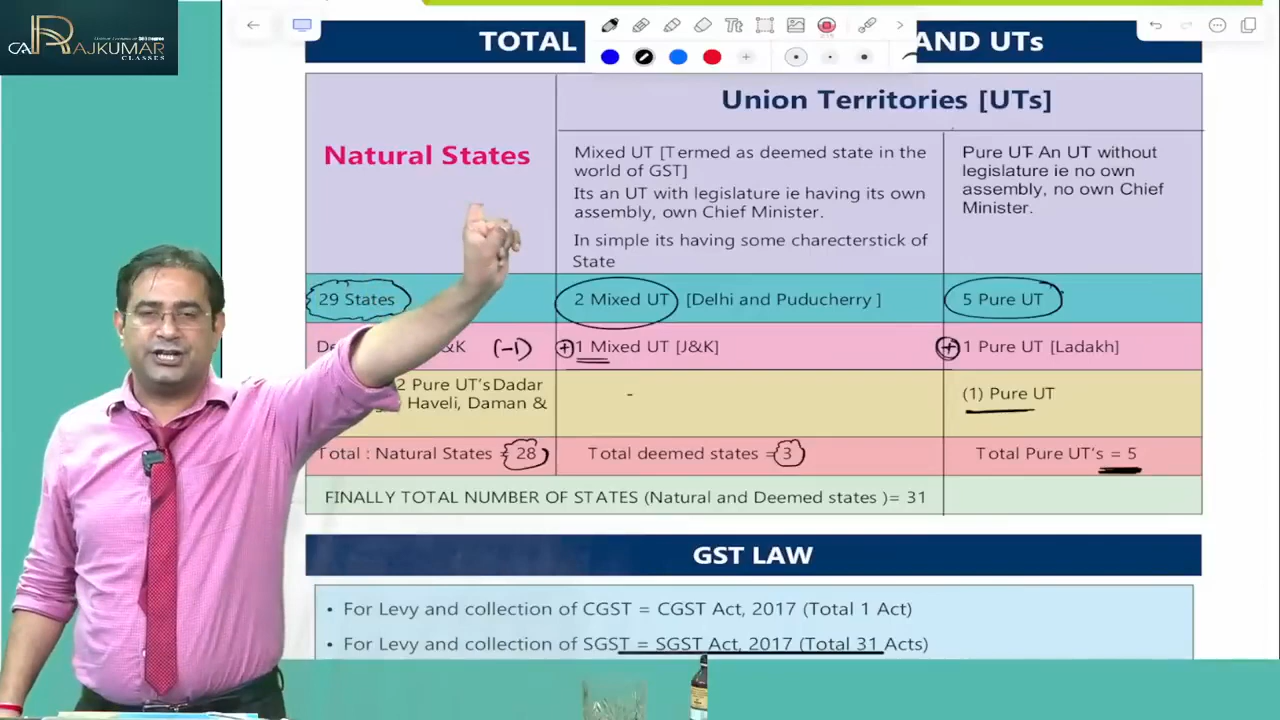 CA RAJKUMAR
CLASSES
TOTAL
AND UTs
Natural States
Union Territories [UTs]
Mixed UT [Termed as deemed state in the
world of GST]
Its an UT with legislature ie having its own
assembly, own Chief Minister.
In simple its having some charecterstick of
State
Pure UT- An UT without
legislature ie no own
assembly, no own Chief
Minister.
29 States
2 Mixed UT [Delhi and Puducherry ]
5 Pure UT
&K (-1)
+ 1 Mixed UT [J&K]
+ 1 Pure UT [Ladakh]
2 Pure UT's Dadar
Haveli, Daman &
-
(1) Pure UT
Total : Natural States = 28
Total deemed states = 3
Total Pure UT's = 5
FINALLY TOTAL NUMBER OF STATES (Natural and Deemed states )= 31
GST LAW
• For Levy and collection of CGST = CGST Act, 2017 (Total 1 Act)
• For Levy and collection of SGST = SGST Act, 2017 (Total 31 Acts)